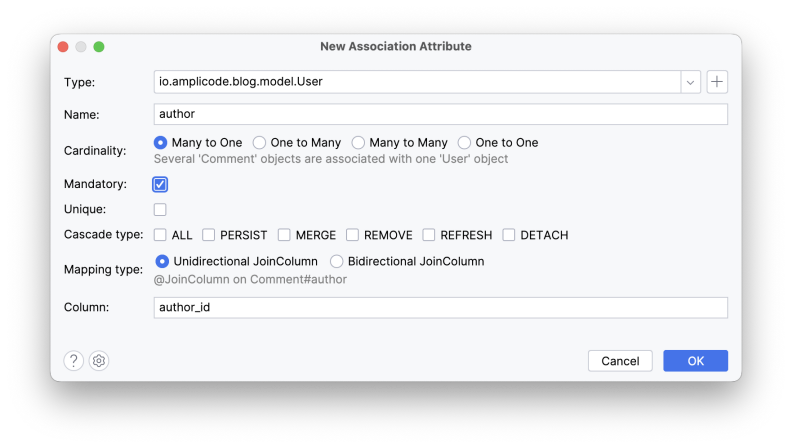 New Association Attribute
Type: io.amplicode.blog.model.User
Name: author
Cardinality: Many to One One to Many Many to Many One to One
Several 'Comment' objects are associated with one 'User' object
Mandatory:
Unique:
Cascade type: ALL PERSIST MERGE REMOVE REFRESH DETACH
Mapping type: Unidirectional JoinColumn Bidirectional JoinColumn
@JoinColumn on Comment#author
Column: author_id
? Cancel OK